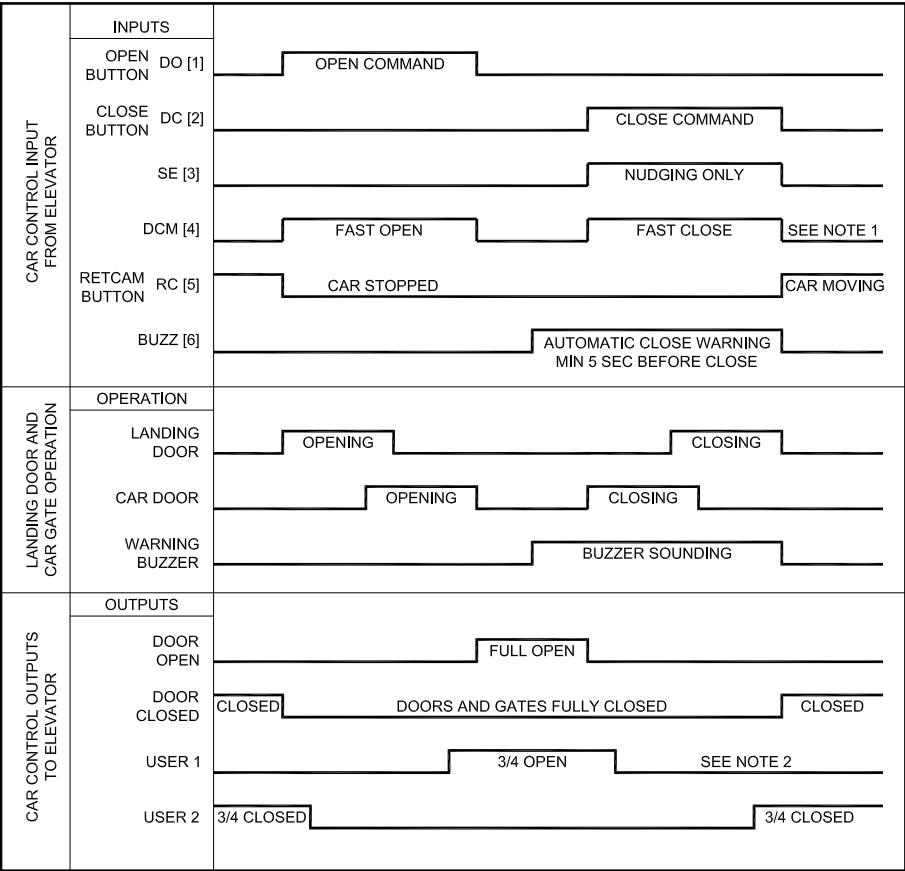 INPUTS
CAR CONTROL INPUT
FROM ELEVATOR
OPEN
BUTTON
DO [1]
OPEN COMMAND
CLOSE
BUTTON
DC [2]
CLOSE COMMAND
SE [3]
NUDGING ONLY
DCM [4]
FAST OPEN
FAST CLOSE
SEE NOTE 1
RETCAM
BUTTON
RC [5]
CAR STOPPED
CAR MOVING
BUZZ [6]
AUTOMATIC CLOSE WARNING
MIN 5 SEC BEFORE CLOSE
OPERATION
LANDING DOOR AND
CAR GATE OPERATION
LANDING
DOOR
OPENING
CLOSING
CAR DOOR
OPENING
CLOSING
WARNING
BUZZER
BUZZER SOUNDING
OUTPUTS
CAR CONTROL OUTPUTS
TO ELEVATOR
DOOR
OPEN
FULL OPEN
DOOR
CLOSED
CLOSED
DOORS AND GATES FULLY CLOSED
CLOSED
USER 1
3/4 OPEN
SEE NOTE 2
USER 2
3/4 CLOSED
3/4 CLOSED